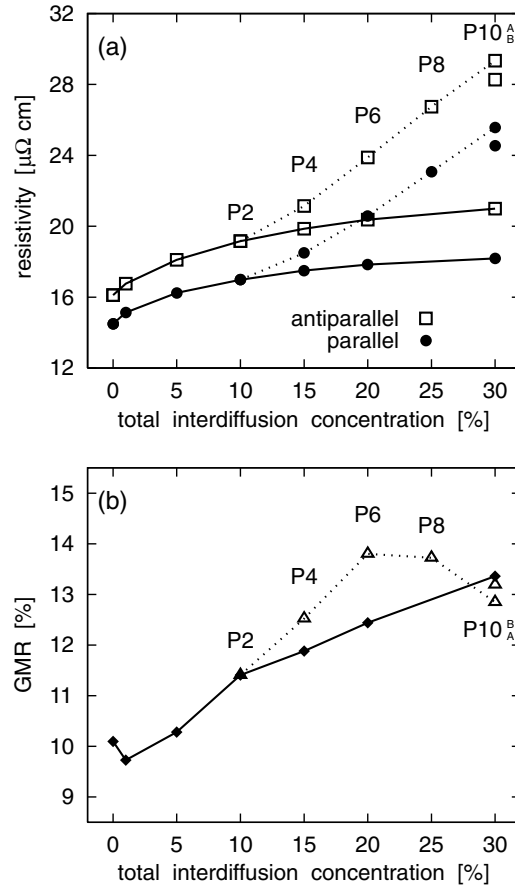 32
28
24
20
16
12
resistivity [μΩ cm]
(a)
P2
P4
P6
P8
P10 A B
antiparallel
parallel
0 5 10 15 20 25 30
total interdiffusion concentration [%]
15
14
13
12
11
10
9
GMR [%]
(b)
P2
P4
P6
P8
P10 B A
0 5 10 15 20 25 30
total interdiffusion concentration [%]